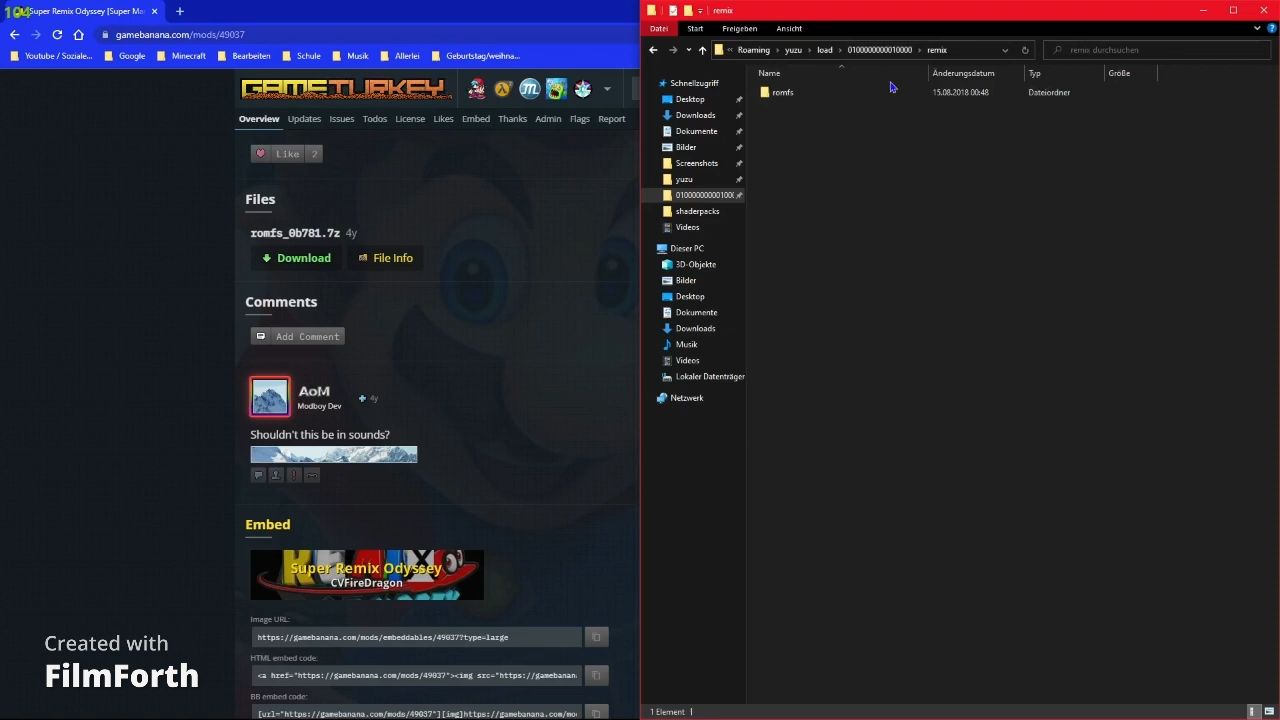 104
Super Remix Odyssey [Super Mar
gamebanana.com/mods/49037
Youtube / Soziale...
Google
Minecraft
Bearbeiten
Schule
Musik
Allerlei
Geburtstag/weihna...
GAMETURKEY
Overview
Updates
Issues
Todos
License
Likes
Embed
Thanks
Admin
Flags
Report
Like 2
Files
romfs_0b781.7z 4y
Download
File Info
Comments
Add Comment
AoM
4y
Modboy Dev
Shouldn't this be in sounds?
Embed
Super Remix Odyssey
CVFireDragon
Image URL:
https://gamebanana.com/mods/embeddables/49037?type=large
HTML embed code:
<a href="https://gamebanana.com/mods/49037"><img src="https://gamebanan
BB embed code:
[url="https://gamebanana.com/mods/49037"][img]https://gamebanana.com/mo
Created with
FilmForth
remix
Datei
Start
Freigeben
Ansicht
« Roaming › yuzu › load › 0100000000010000 › remix
remix durchsuchen
Name
Änderungsdatum
Typ
Größe
romfs
15.08.2018 00:48
Dateiordner
Schnellzugriff
Desktop
Downloads
Dokumente
Bilder
Screenshots
yuzu
0100000000010000
shaderpacks
Videos
Dieser PC
3D-Objekte
Bilder
Desktop
Dokumente
Downloads
Musik
Videos
Lokaler Datenträger
Netzwerk
1 Element